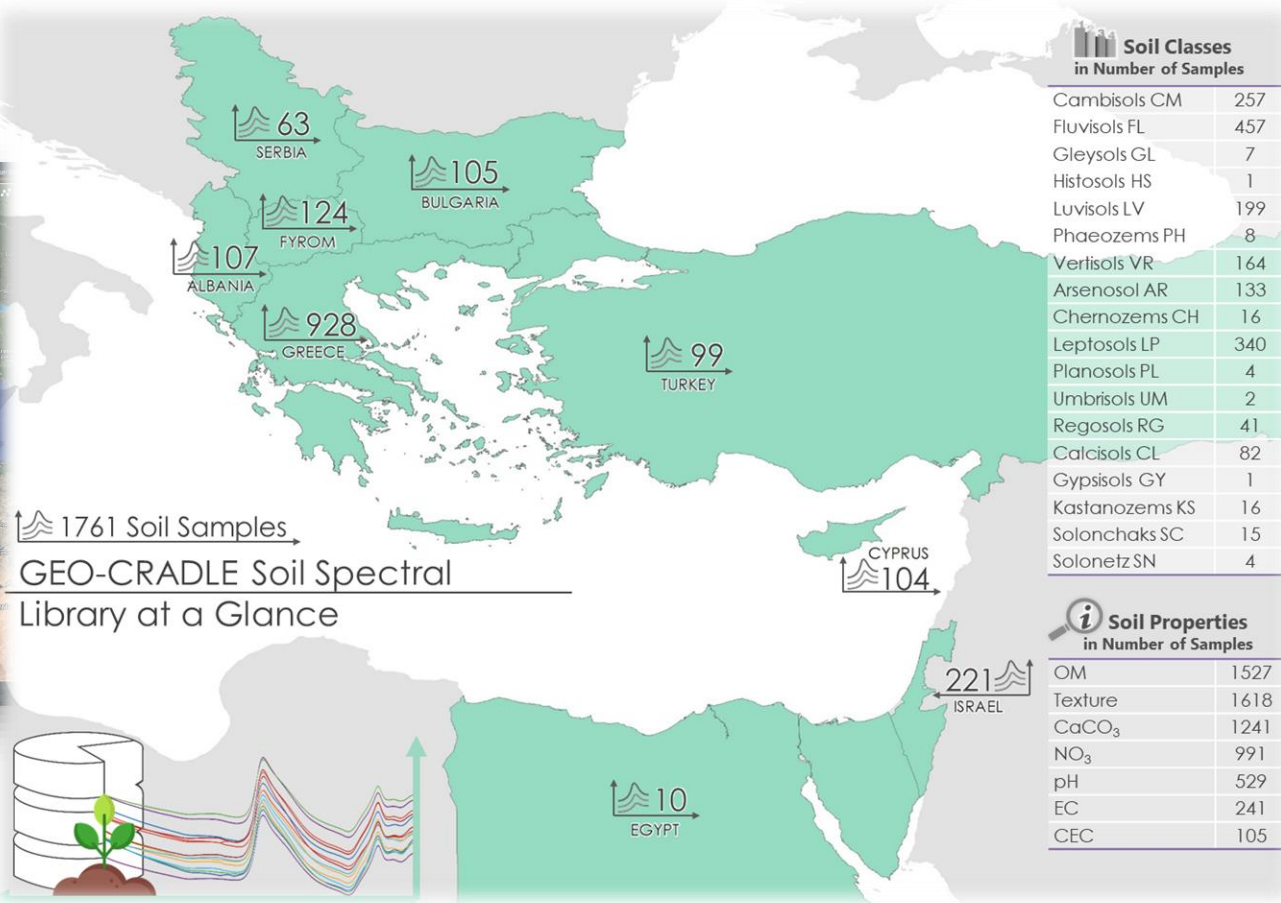 63
SERBIA
105
BULGARIA
124
FYROM
107
ALBANIA
928
GREECE
99
TURKEY
1761 Soil Samples
GEO-CRADLE Soil Spectral
Library at a Glance
CYPRUS
104
221
ISRAEL
10
EGYPT
Soil Classes
in Number of Samples
Cambisols CM 257
Fluvisols FL 457
Gleysols GL 7
Histosols HS 1
Luvisols LV 199
Phaeozems PH 8
Vertisols VR 164
Arsenosol AR 133
Chernozems CH 16
Leptosols LP 340
Planosols PL 4
Umbrisols UM 2
Regosols RG 41
Calcisols CL 82
Gypsisols GY 1
Kastanozems KS 16
Solonchaks SC 15
Solonetz SN 4
i Soil Properties
in Number of Samples
OM 1527
Texture 1618
CaCO₃ 1241
NO₃ 991
pH 529
EC 241
CEC 105